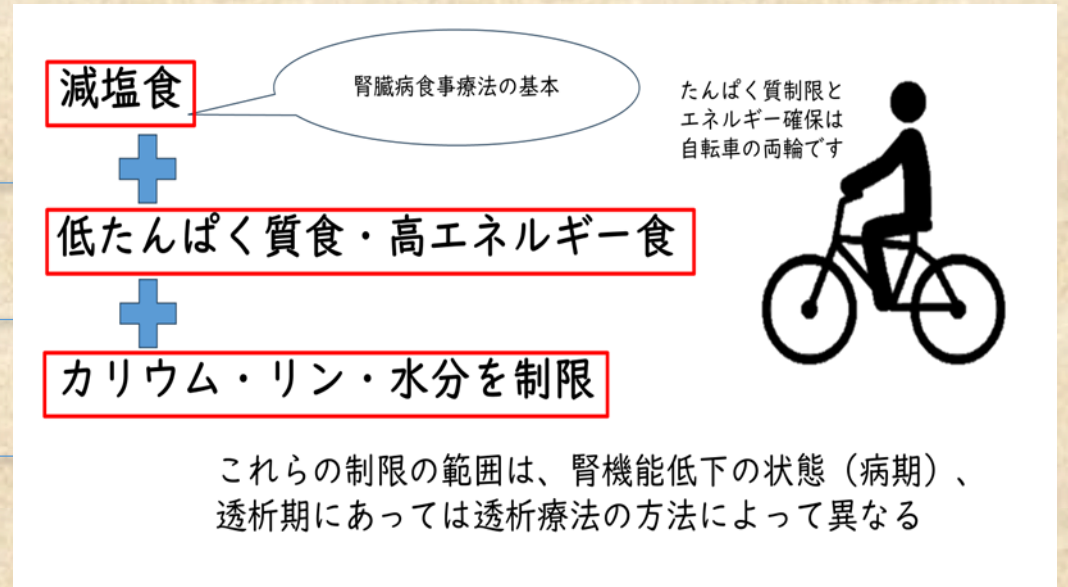 減塩食
腎臓病食事療法の基本
たんぱく質制限と
エネルギー確保は
自転車の両輪です
低たんぱく質食・高エネルギー食
カリウム・リン・水分を制限
これらの制限の範囲は、腎機能低下の状態（病期）、
透析期にあっては透析療法の方法によって異なる